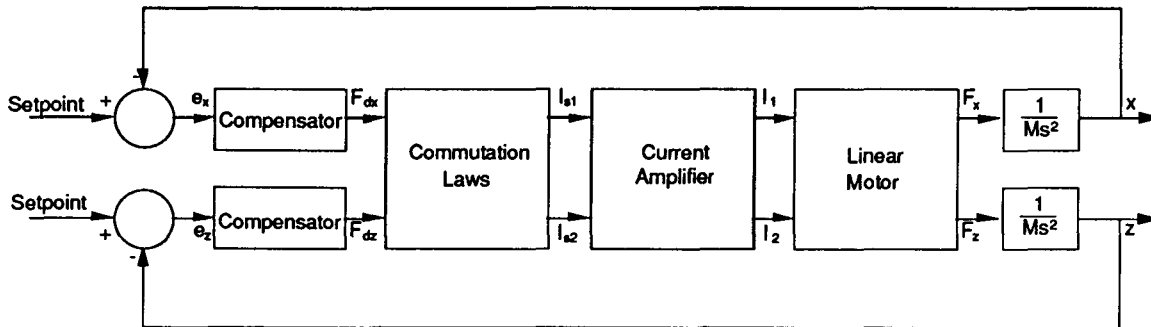 -
Setpoint
+
e_x
Compensator
F_dx
I_s1
I_1
F_x
1
Ms²
x
Commutation
Laws
Current
Amplifier
Linear
Motor
Setpoint
+
-
e_z
Compensator
F_dz
I_s2
I_2
F_z
1
Ms²
z